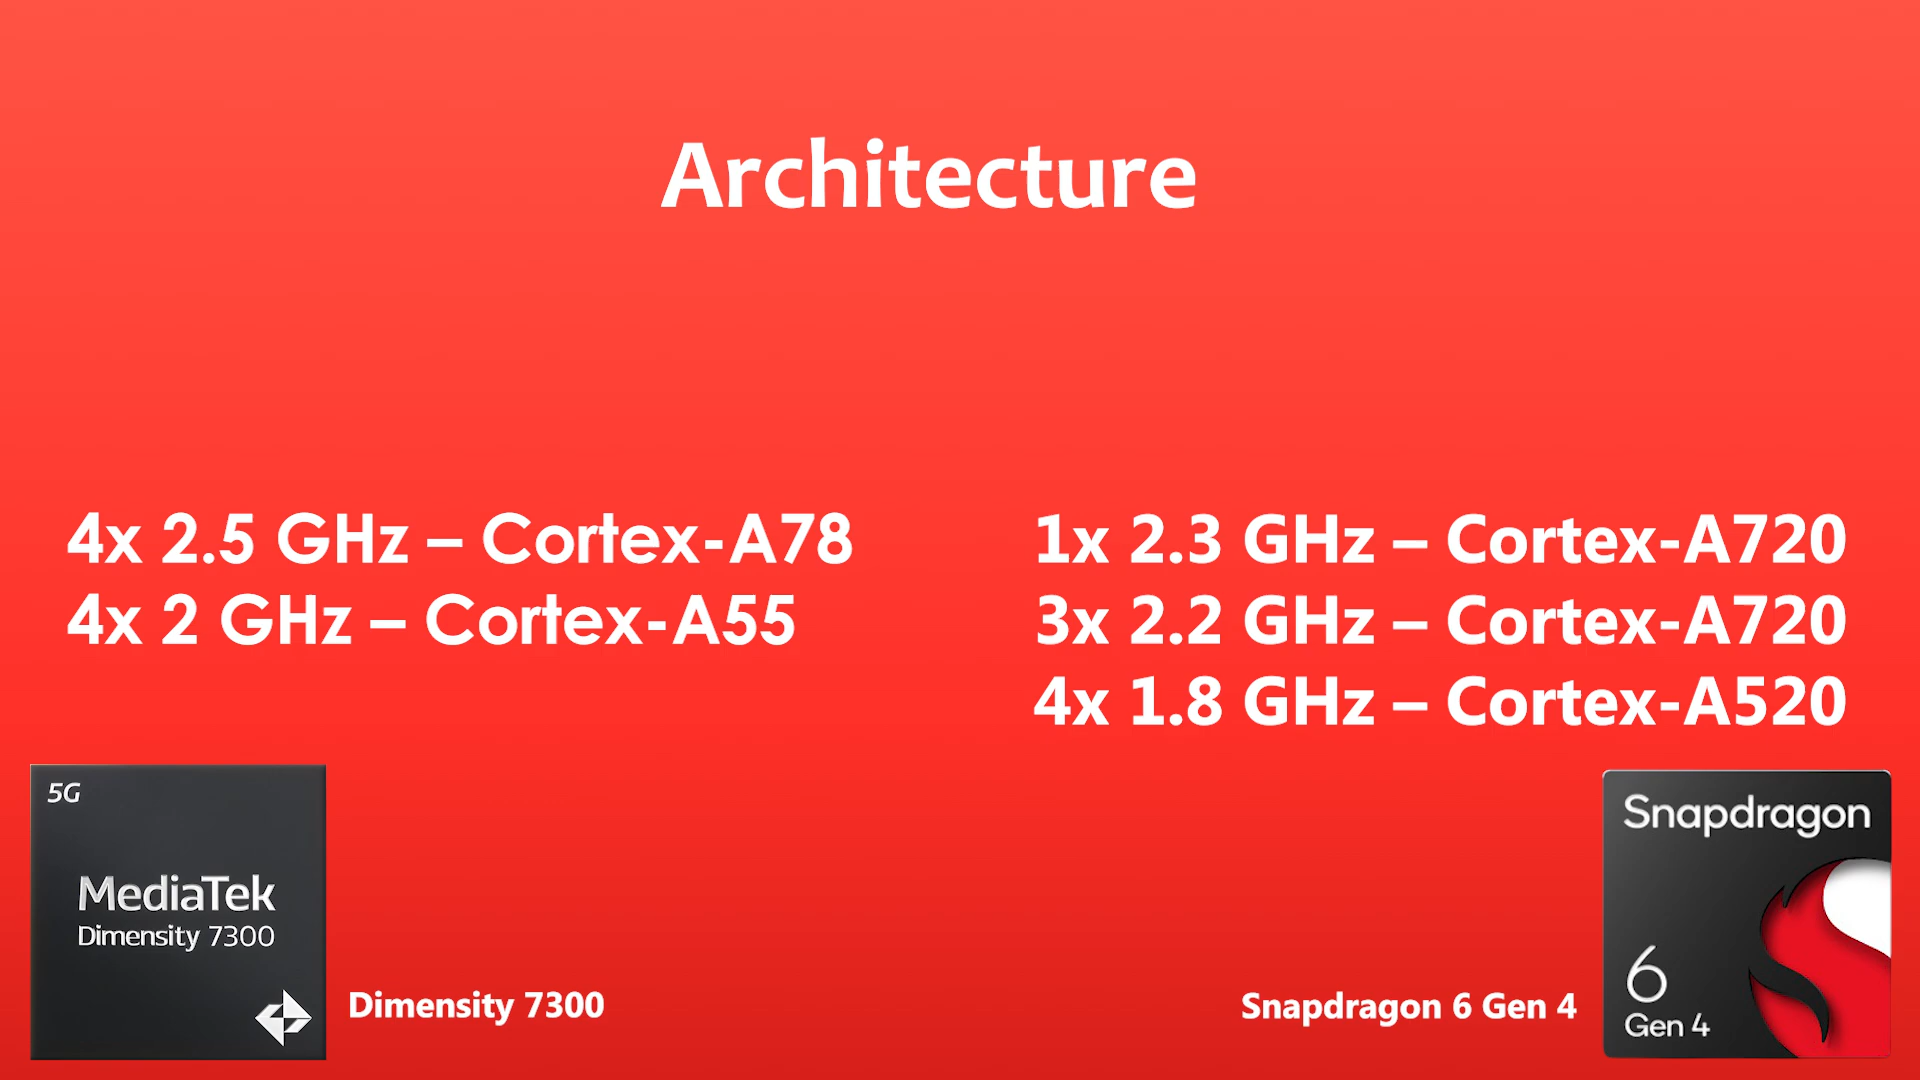 Architecture
4x 2.5 GHz – Cortex-A78
4x 2 GHz – Cortex-A55
1x 2.3 GHz – Cortex-A720
3x 2.2 GHz – Cortex-A720
4x 1.8 GHz – Cortex-A520
5G
MediaTek
Dimensity 7300
Dimensity 7300
Snapdragon 6 Gen 4
Snapdragon
6
Gen 4